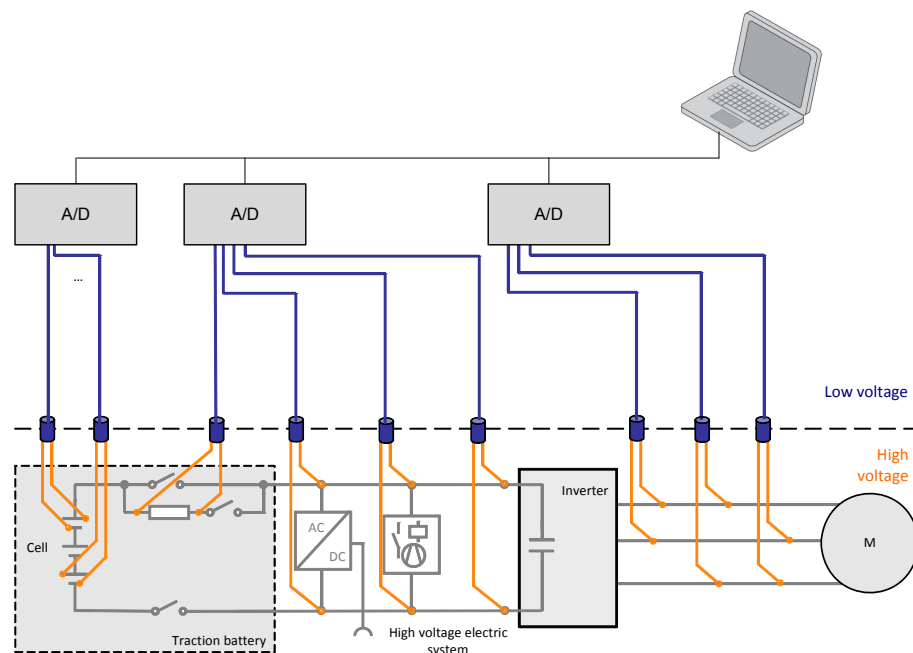 A/D
A/D
A/D
...
Low voltage
High
voltage
Inverter
AC
DC
Cell
M
Traction battery
High voltage electric
system